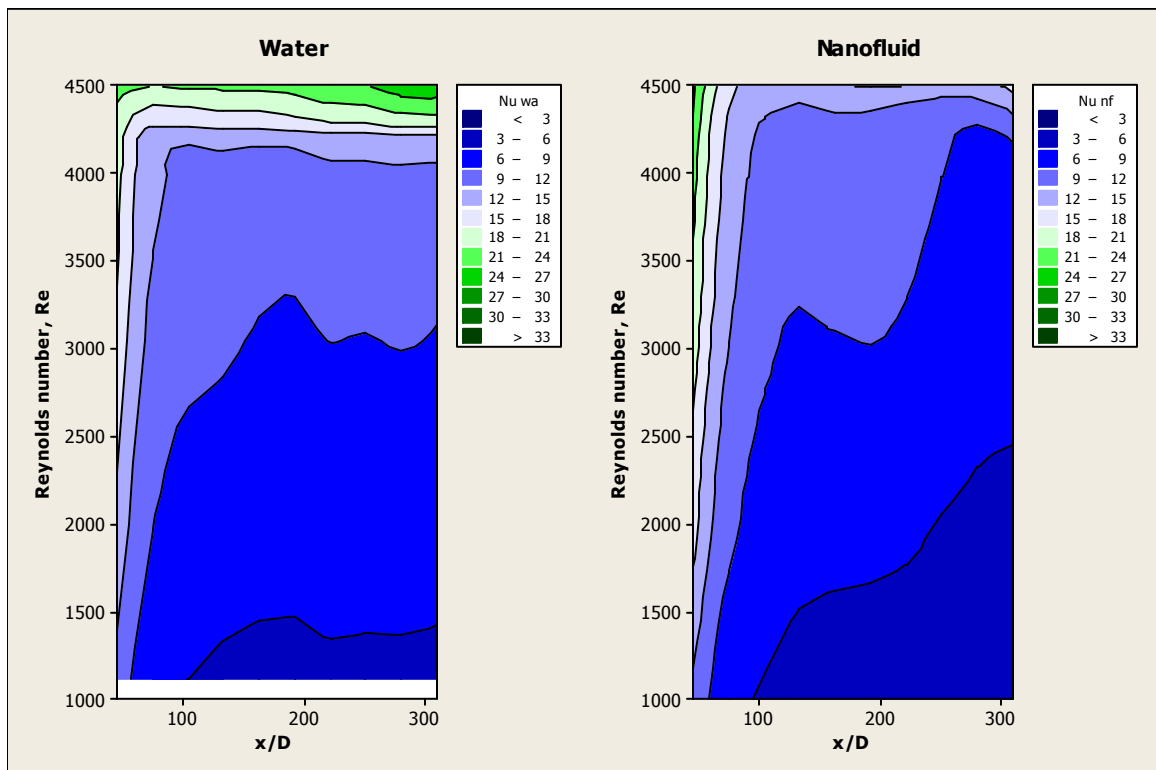 Water
Nanofluid
Reynolds number, Re
4500
4000
3500
3000
2500
2000
1500
1000
100
200
300
x/D
Nu wa
< 3
3 – 6
6 – 9
9 – 12
12 – 15
15 – 18
18 – 21
21 – 24
24 – 27
27 – 30
30 – 33
> 33
Reynolds number, Re
4500
4000
3500
3000
2500
2000
1500
1000
100
200
300
x/D
Nu nf
< 3
3 – 6
6 – 9
9 – 12
12 – 15
15 – 18
18 – 21
21 – 24
24 – 27
27 – 30
30 – 33
> 33